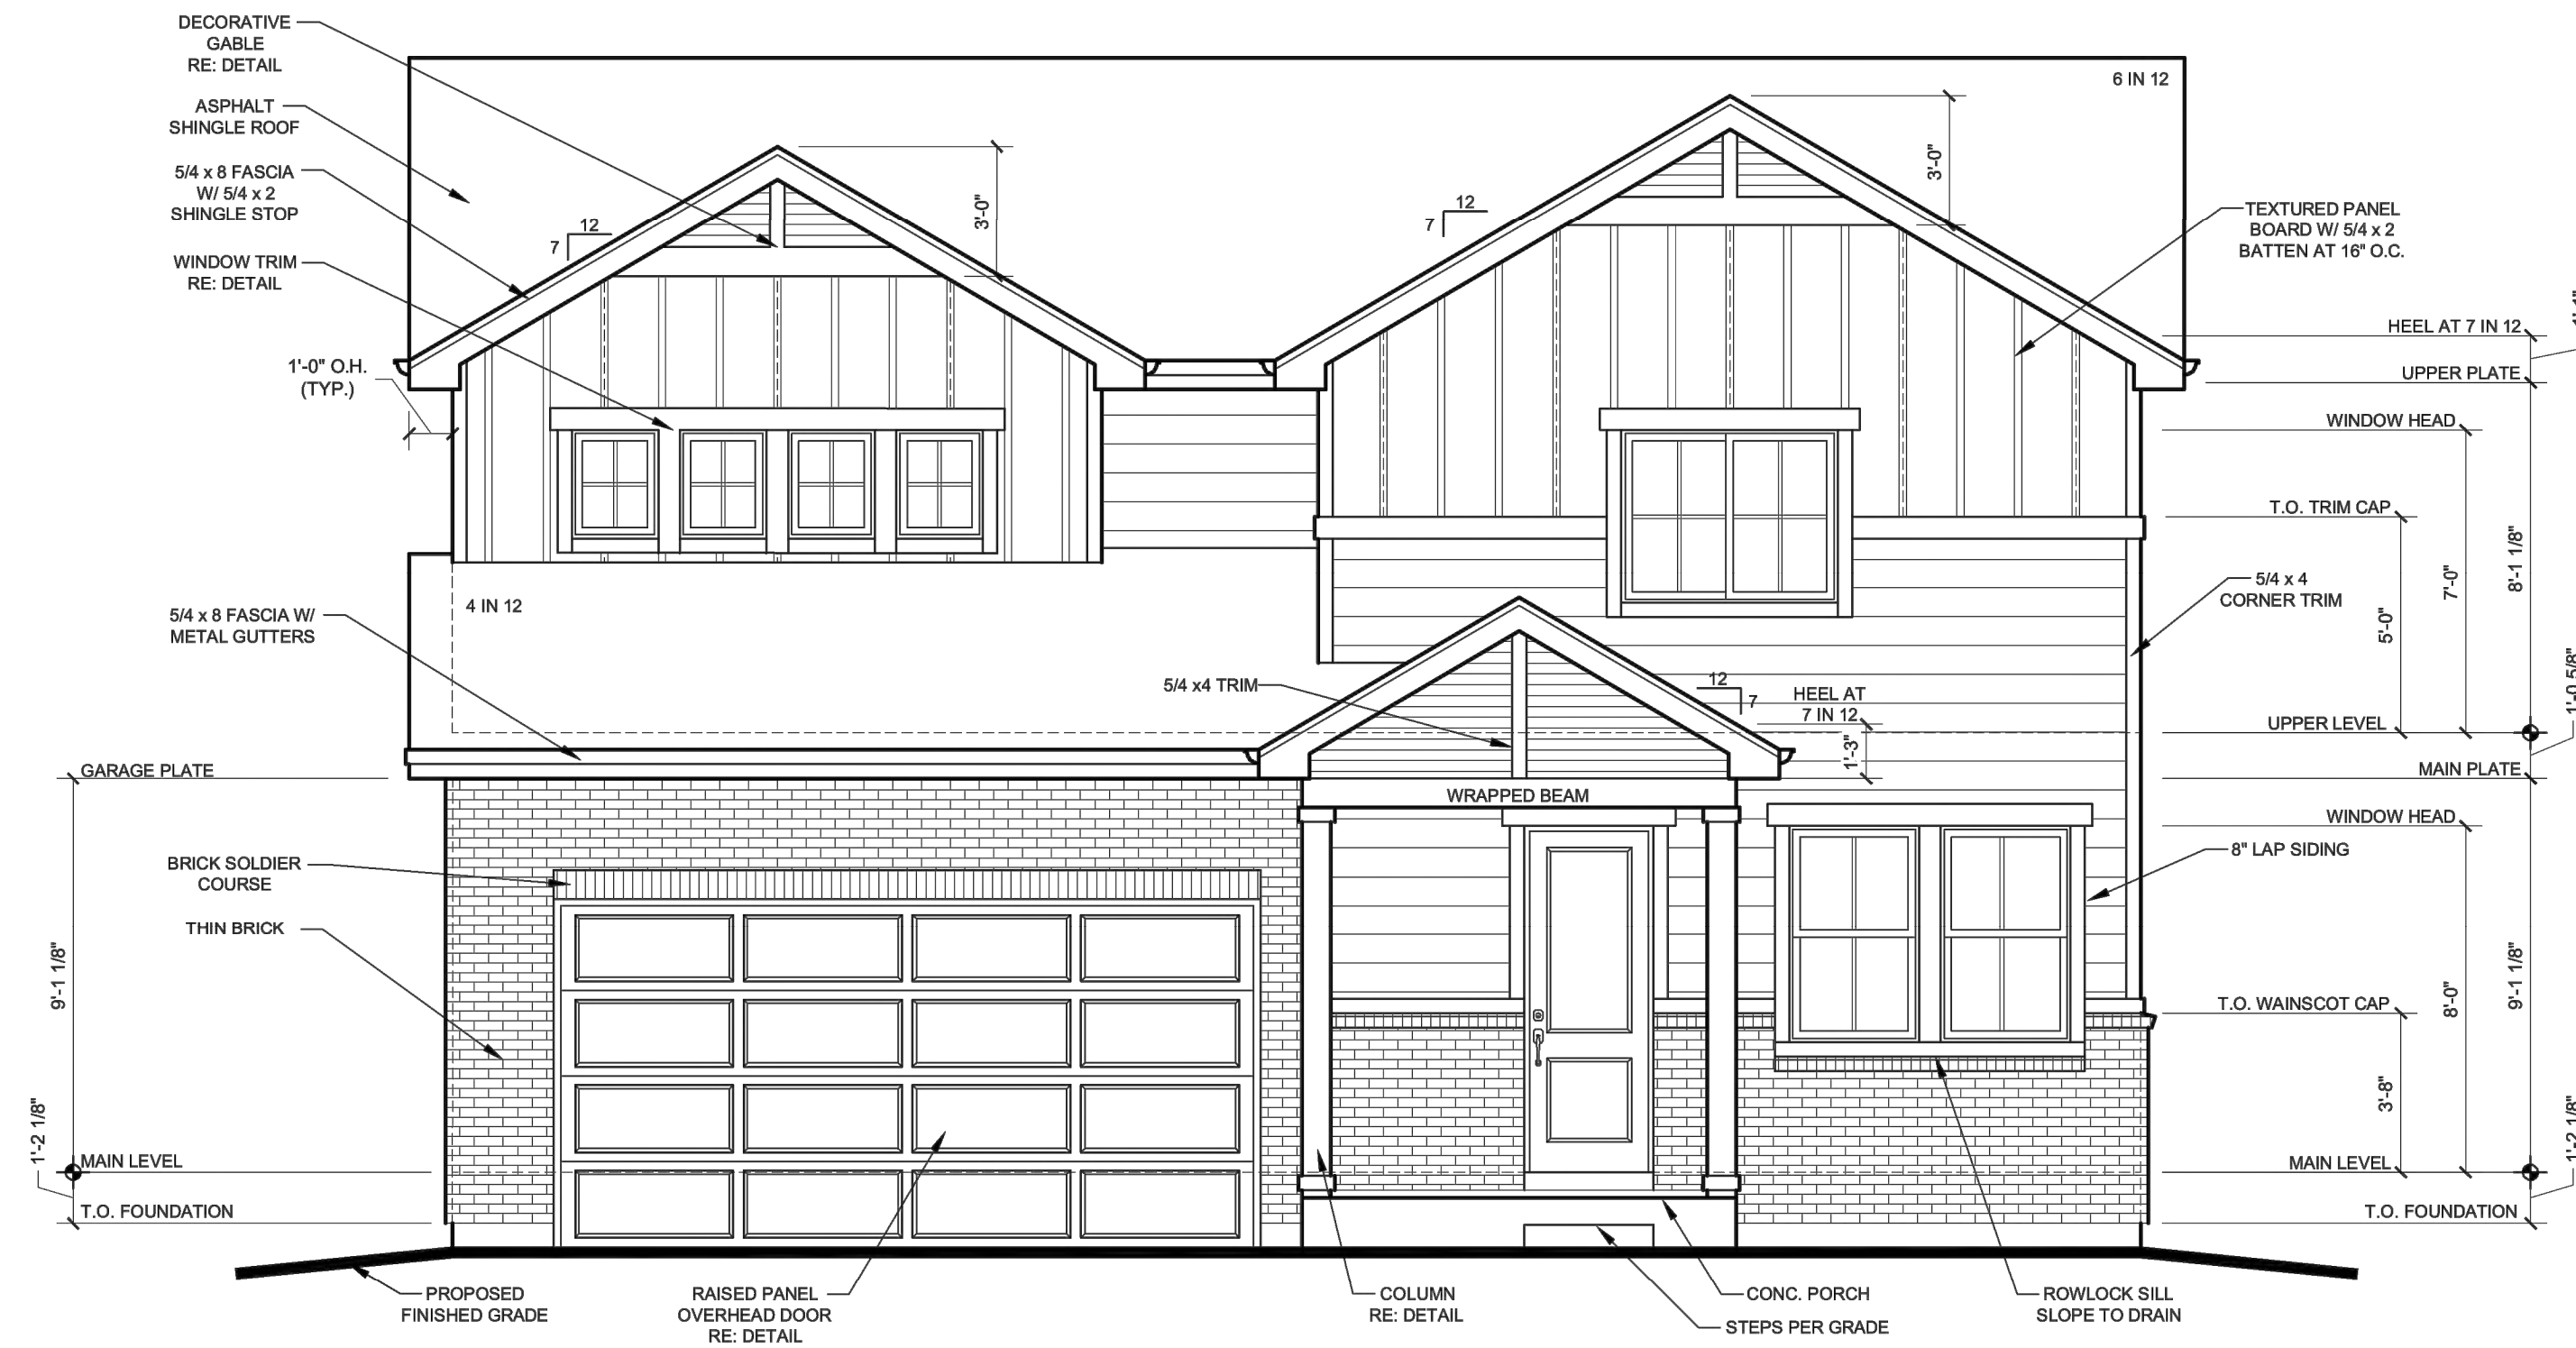 DECORATIVE
GABLE
RE: DETAIL
ASPHALT
SHINGLE ROOF
5/4 x 8 FASCIA
W/ 5/4 x 2
SHINGLE STOP
WINDOW TRIM
RE: DETAIL
1'-0" O.H.
(TYP.)
5/4 x 8 FASCIA W/
METAL GUTTERS
GARAGE PLATE
BRICK SOLDIER
COURSE
THIN BRICK
9'-1 1/8"
1'-2 1/8"
MAIN LEVEL
T.O. FOUNDATION
PROPOSED
FINISHED GRADE
RAISED PANEL
OVERHEAD DOOR
RE: DETAIL
COLUMN
RE: DETAIL
CONC. PORCH
STEPS PER GRADE
ROWLOCK SILL
SLOPE TO DRAIN
12
7
3'-0"
12
7
3'-0"
6 IN 12
4 IN 12
5/4 x4 TRIM
12
7
HEEL AT
7 IN 12
1'-3"
WRAPPED BEAM
TEXTURED PANEL
BOARD W/ 5/4 x 2
BATTEN AT 16" O.C.
HEEL AT 7 IN 12
UPPER PLATE
WINDOW HEAD
T.O. TRIM CAP
5/4 x 4
CORNER TRIM
5'-0"
7'-0"
8'-1 1/8"
1'-0 5/8"
UPPER LEVEL
MAIN PLATE
WINDOW HEAD
8" LAP SIDING
T.O. WAINSCOT CAP
3'-8"
8'-0"
9'-1 1/8"
1'-2 1/8"
MAIN LEVEL
T.O. FOUNDATION